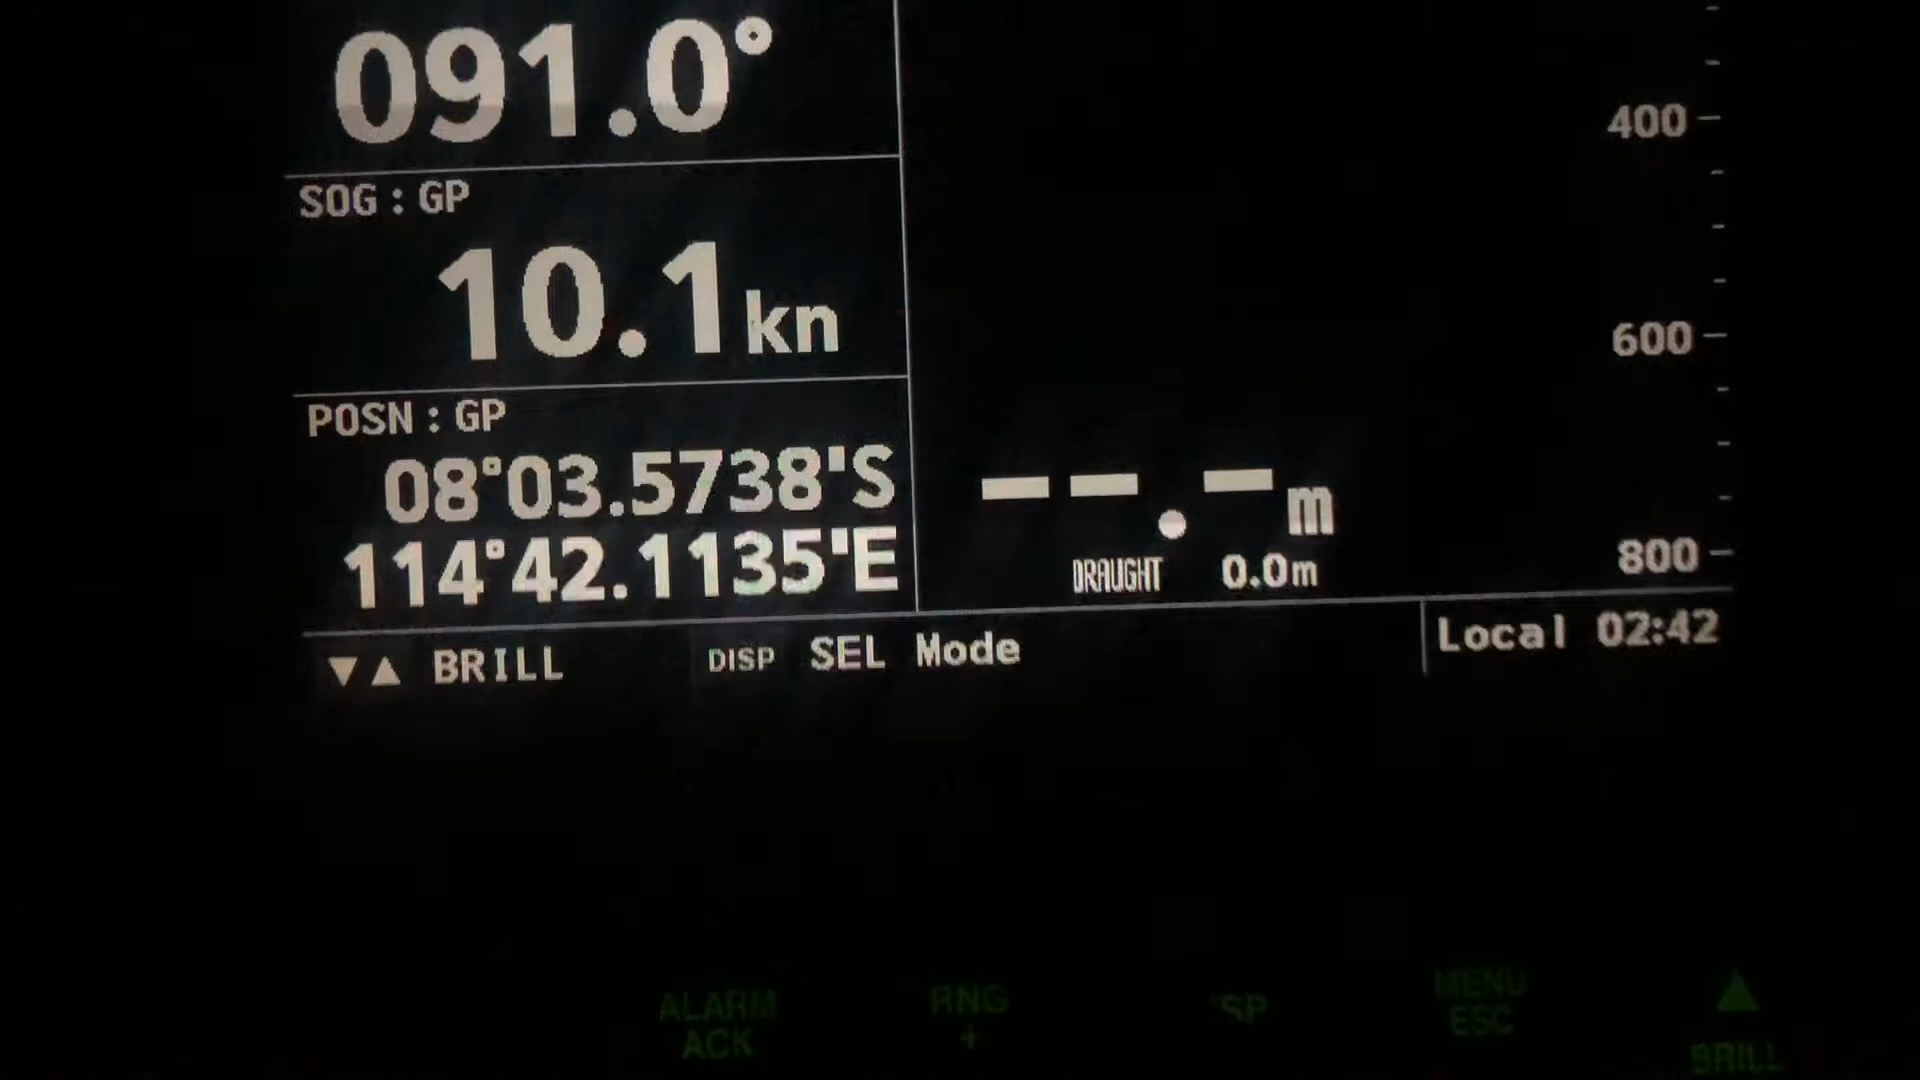 091.0°
400
SOG : GP
10.1kn
600
POSN : GP
08°03.5738'S
114°42.1135'E
--.-m
DRAUGHT 0.0m
800
▼▲ BRILL DISP SEL Mode Local 02:42
ALARM ACK
RNG +
SP
MENU ESC
▲ BRILL